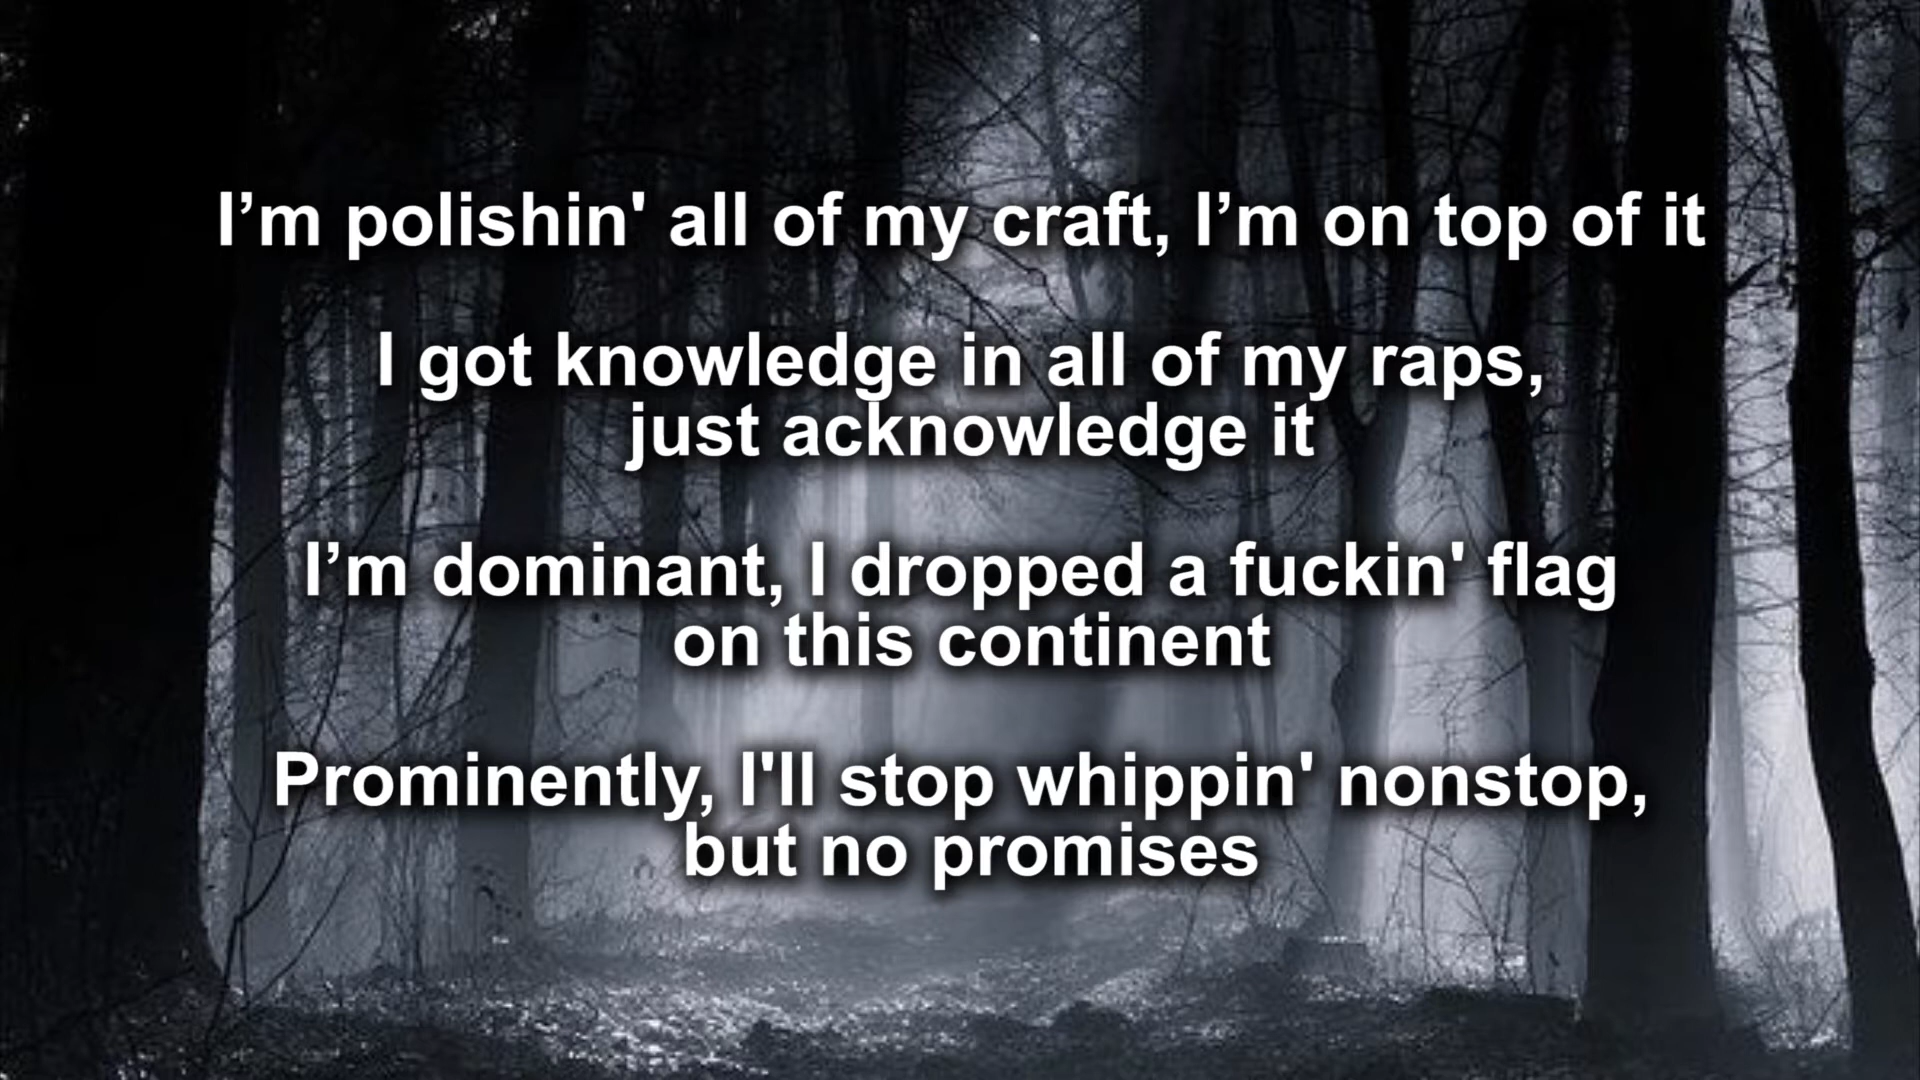 I’m polishin' all of my craft, I’m on top of it
I got knowledge in all of my raps,
just acknowledge it
I’m dominant, I dropped a fuckin' flag
on this continent
Prominently, I'll stop whippin' nonstop,
but no promises